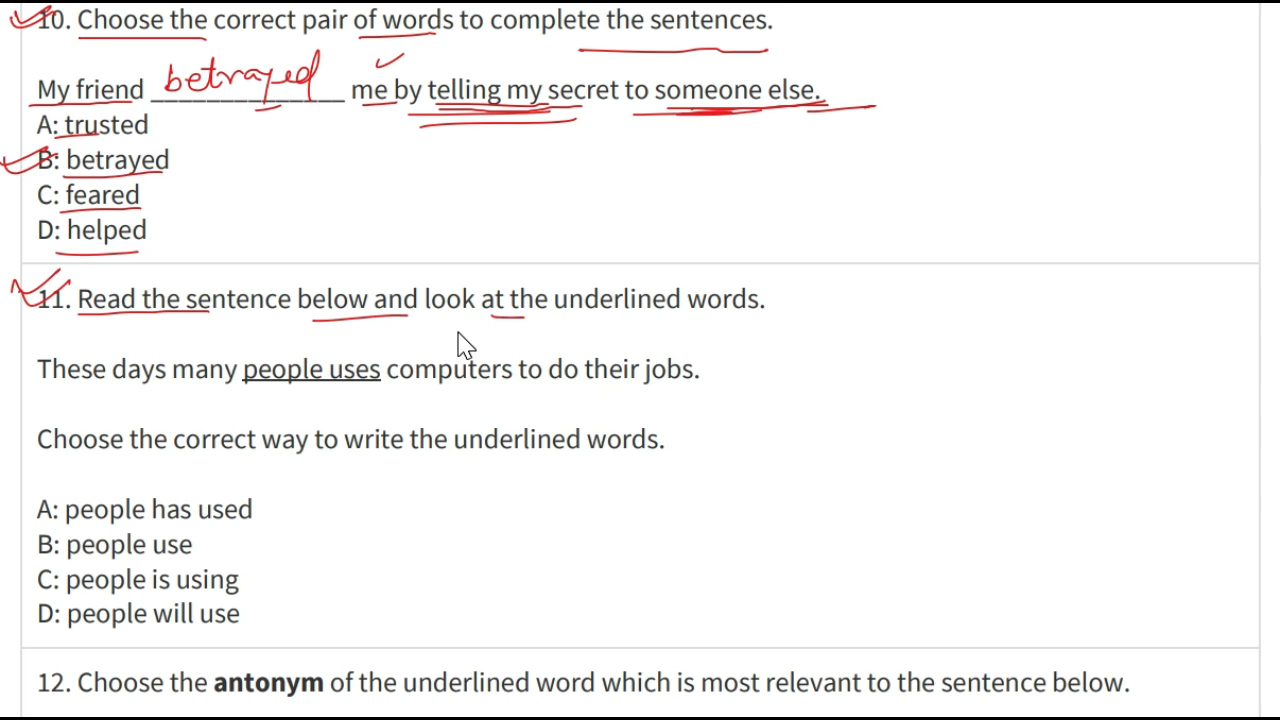 10. Choose the correct pair of words to complete the sentences.
My friend betrayed me by telling my secret to someone else.
A: trusted
B: betrayed
C: feared
D: helped
11. Read the sentence below and look at the underlined words.
These days many people uses computers to do their jobs.
Choose the correct way to write the underlined words.
A: people has used
B: people use
C: people is using
D: people will use
12. Choose the antonym of the underlined word which is most relevant to the sentence below.